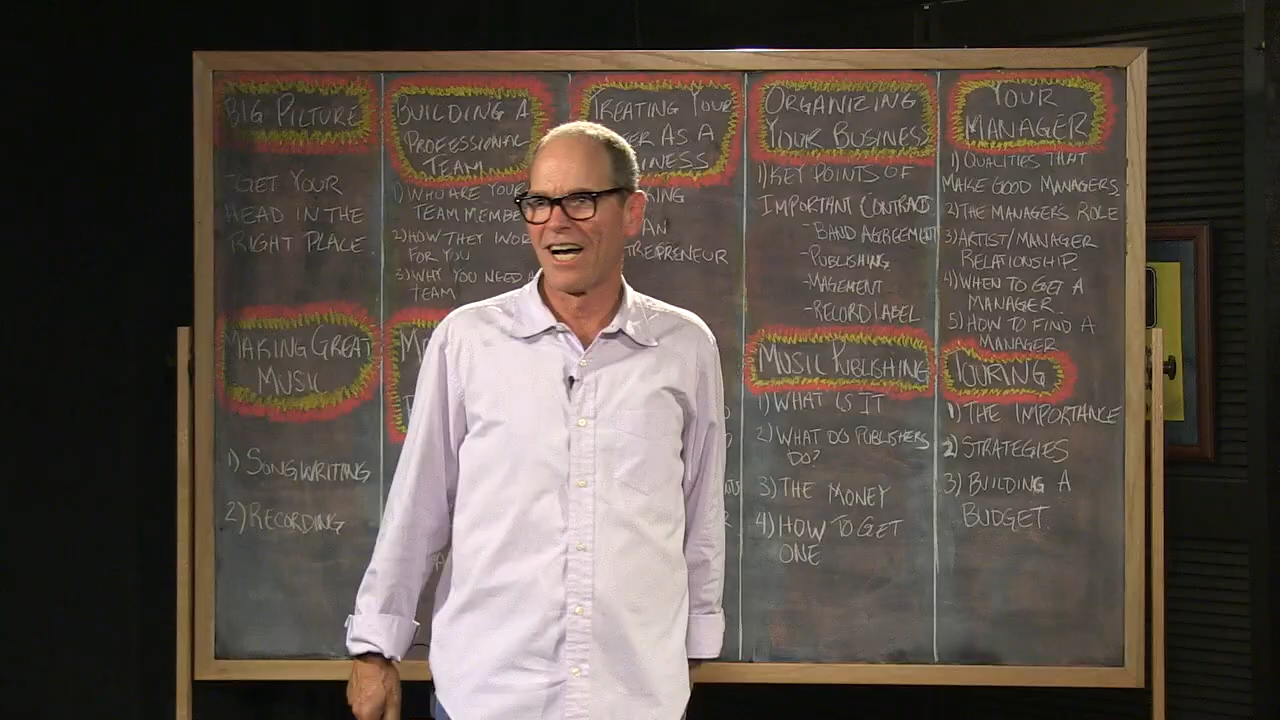 BIG PICTURE
-GET YOUR
HEAD IN THE
RIGHT PLACE
MAKING GREAT
MUSIC
1) SONGWRITING
2) RECORDING
BUILDING A
PROFESSIONAL
TEAM
1) WHO ARE YOUR
TEAM
2) HOW THEY
FOR YOU
3) WHY YOU NEED A
TEAM
TREATING YOUR
AS A
AN
ORGANIZING
YOUR BUSINESS
1) KEY POINTS OF
IMPORTANT CONTRACTS
-BAND AGREEMENT
-PUBLISHING
-MAGEMENT
-RECORD LABEL
MUSIC PUBLISHING
1) WHAT IS IT
2) WHAT DO PUBLISHERS
DO?
3) THE MONEY
4) HOW TO GET
ONE
YOUR
MANAGER
1) QUALITIES THAT
MAKE GOOD MANAGERS
2) THE MANAGERS ROLE
3) ARTIST/MANAGER
RELATIONSHIP.
4) WHEN TO GET A
MANAGER.
5) HOW TO FIND A
MANAGER
TOURING
1) THE IMPORTANCE
2) STRATEGIES
3) BUILDING A
BUDGET.